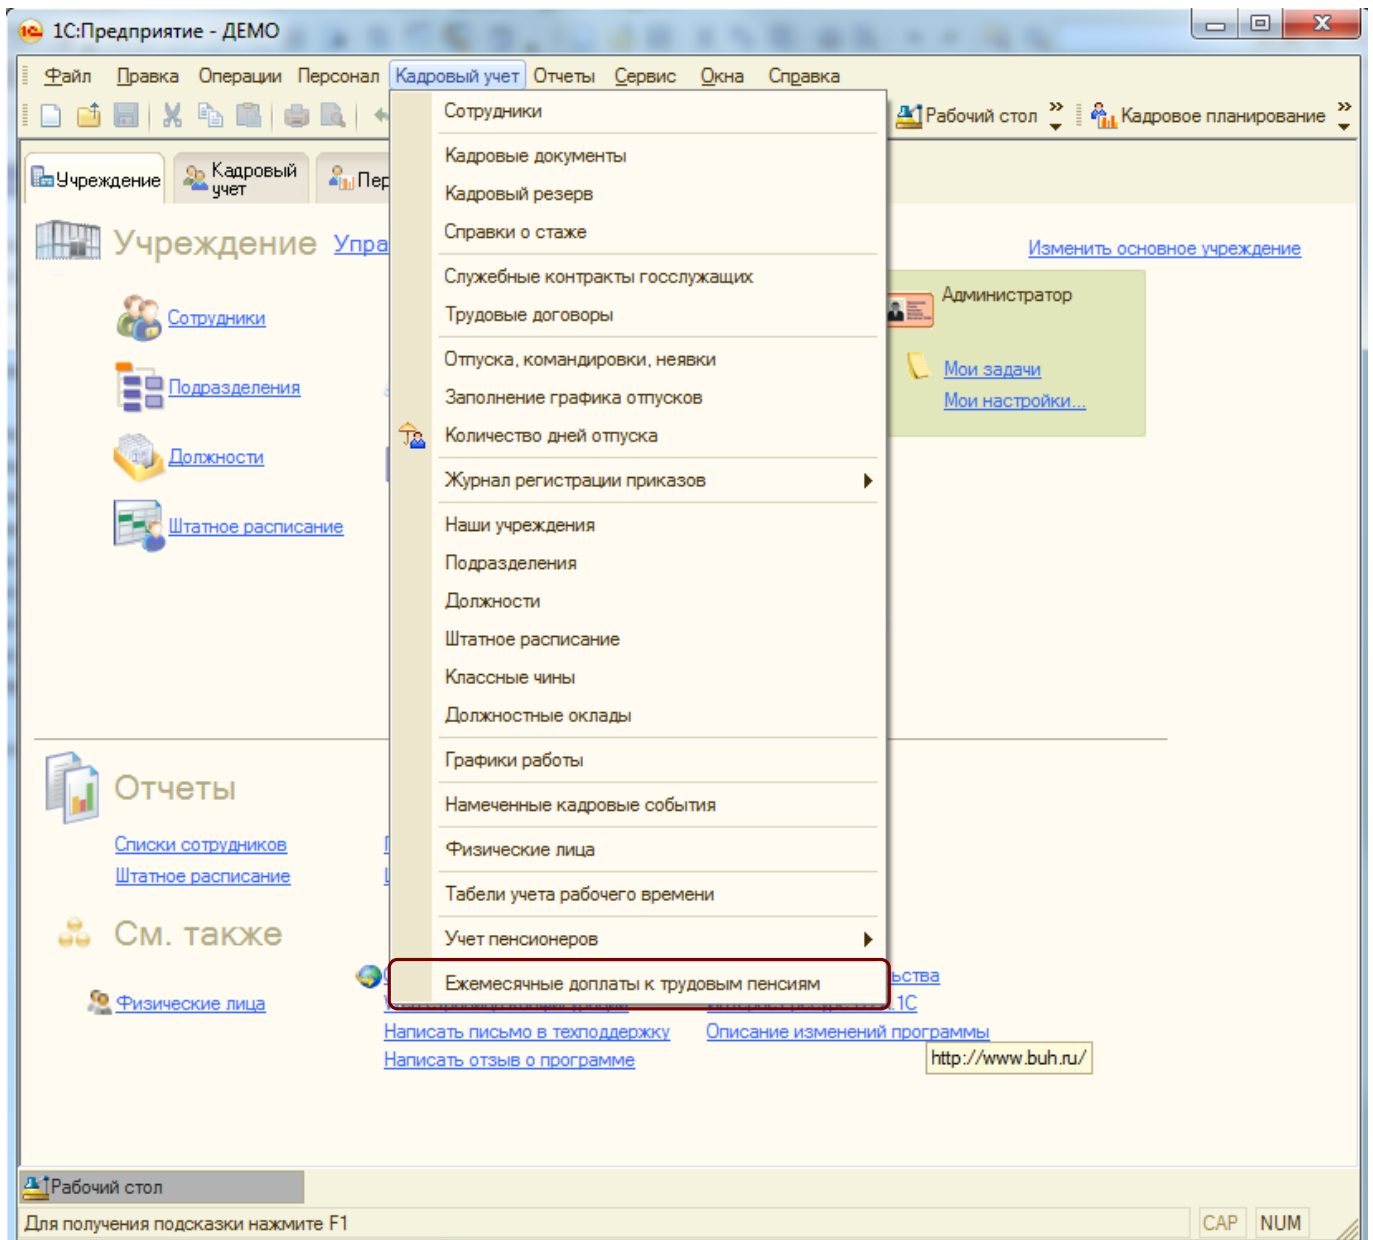 1С:Предприятие - ДЕМО
Файл Правка Операции Персонал Кадровый учет Отчеты Сервис Окна Справка
Рабочий стол Кадровое планирование
Учреждение Кадровый учет Пер
Учреждение Упра
Изменить основное учреждение
Сотрудники
Подразделения
Должности
Штатное расписание
Администратор
Мои задачи
Мои настройки...
Сотрудники
Кадровые документы
Кадровый резерв
Справки о стаже
Служебные контракты госслужащих
Трудовые договоры
Отпуска, командировки, неявки
Заполнение графика отпусков
Количество дней отпуска
Журнал регистрации приказов
Наши учреждения
Подразделения
Должности
Штатное расписание
Классные чины
Должностные оклады
Графики работы
Намеченные кадровые события
Физические лица
Табели учета рабочего времени
Учет пенсионеров
Ежемесячные доплаты к трудовым пенсиям
Отчеты
Списки сотрудников
Штатное расписание
См. также
Физические лица
ьства
1С
Написать письмо в техподдержку Описание изменений программы
Написать отзыв о программе
http://www.buh.ru/
Рабочий стол
Для получения подсказки нажмите F1
CAP NUM